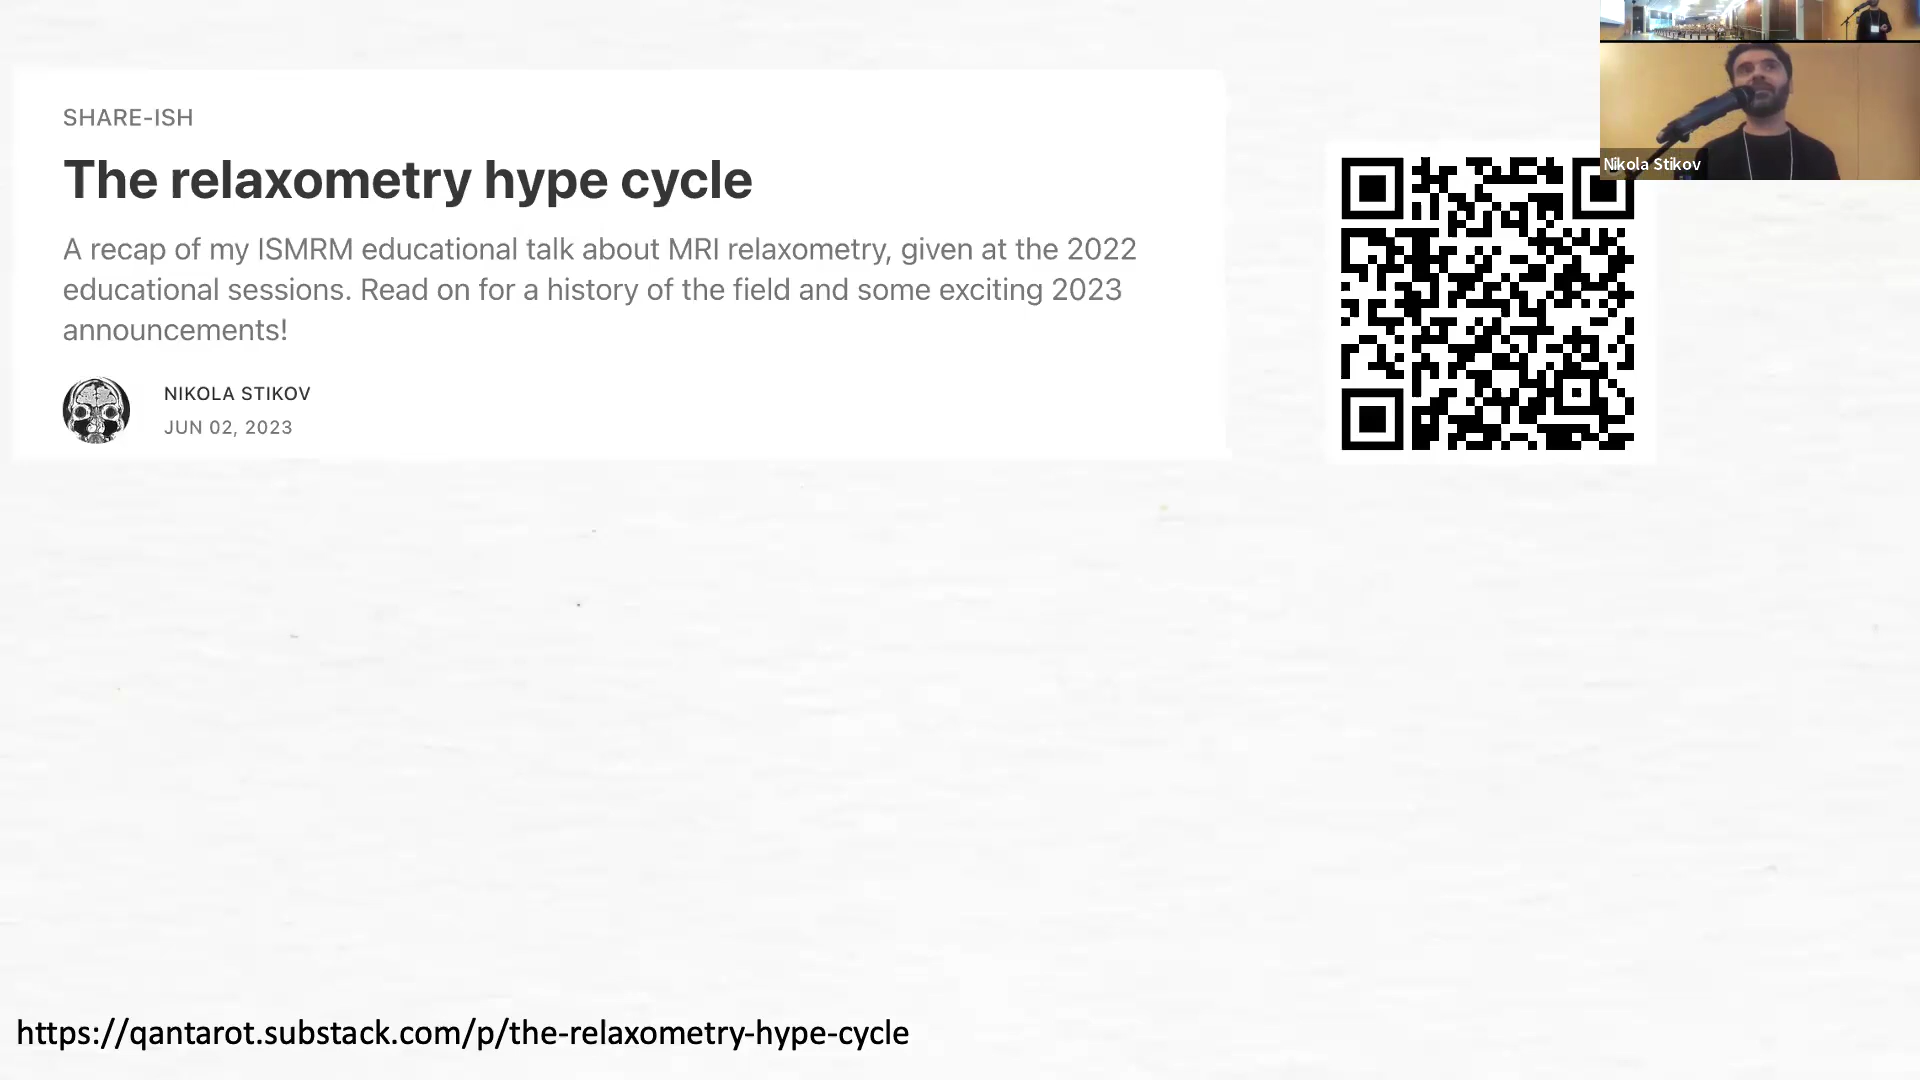 SHARE-ISH
The relaxometry hype cycle
A recap of my ISMRM educational talk about MRI relaxometry, given at the 2022
educational sessions. Read on for a history of the field and some exciting 2023
announcements!
NIKOLA STIKOV
JUN 02, 2023
Nikola Stikov
https://qantarot.substack.com/p/the-relaxometry-hype-cycle